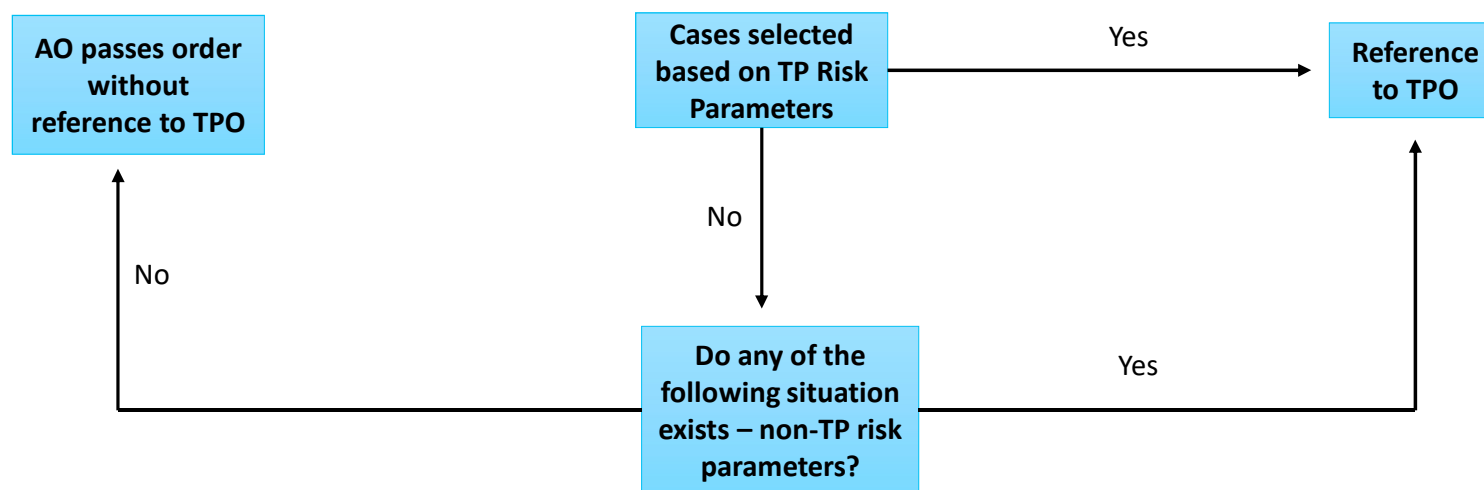 AO passes order
without
reference to TPO
Cases selected
based on TP Risk
Parameters
Yes
Reference
to TPO
No
No
Do any of the
following situation
exists – non-TP risk
parameters?
Yes